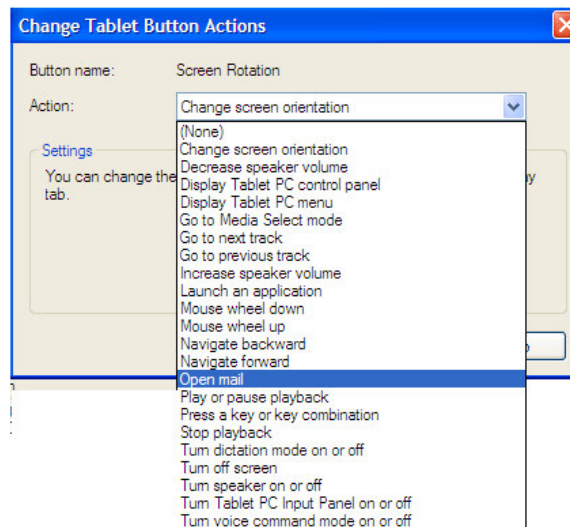 Change Tablet Button Actions
Button name: Screen Rotation
Action: Change screen orientation
(None)
Change screen orientation
Settings
Decrease speaker volume
You can change the
Display Tablet PC control panel
tab.
Display Tablet PC menu
Go to Media Select mode
Go to next track
Go to previous track
Increase speaker volume
Launch an application
Mouse wheel down
Mouse wheel up
Navigate backward
Navigate forward
Open mail
Play or pause playback
Press a key or key combination
Stop playback
Turn dictation mode on or off
Turn off screen
Turn speaker on or off
Turn Tablet PC Input Panel on or off
Turn voice command mode on or off